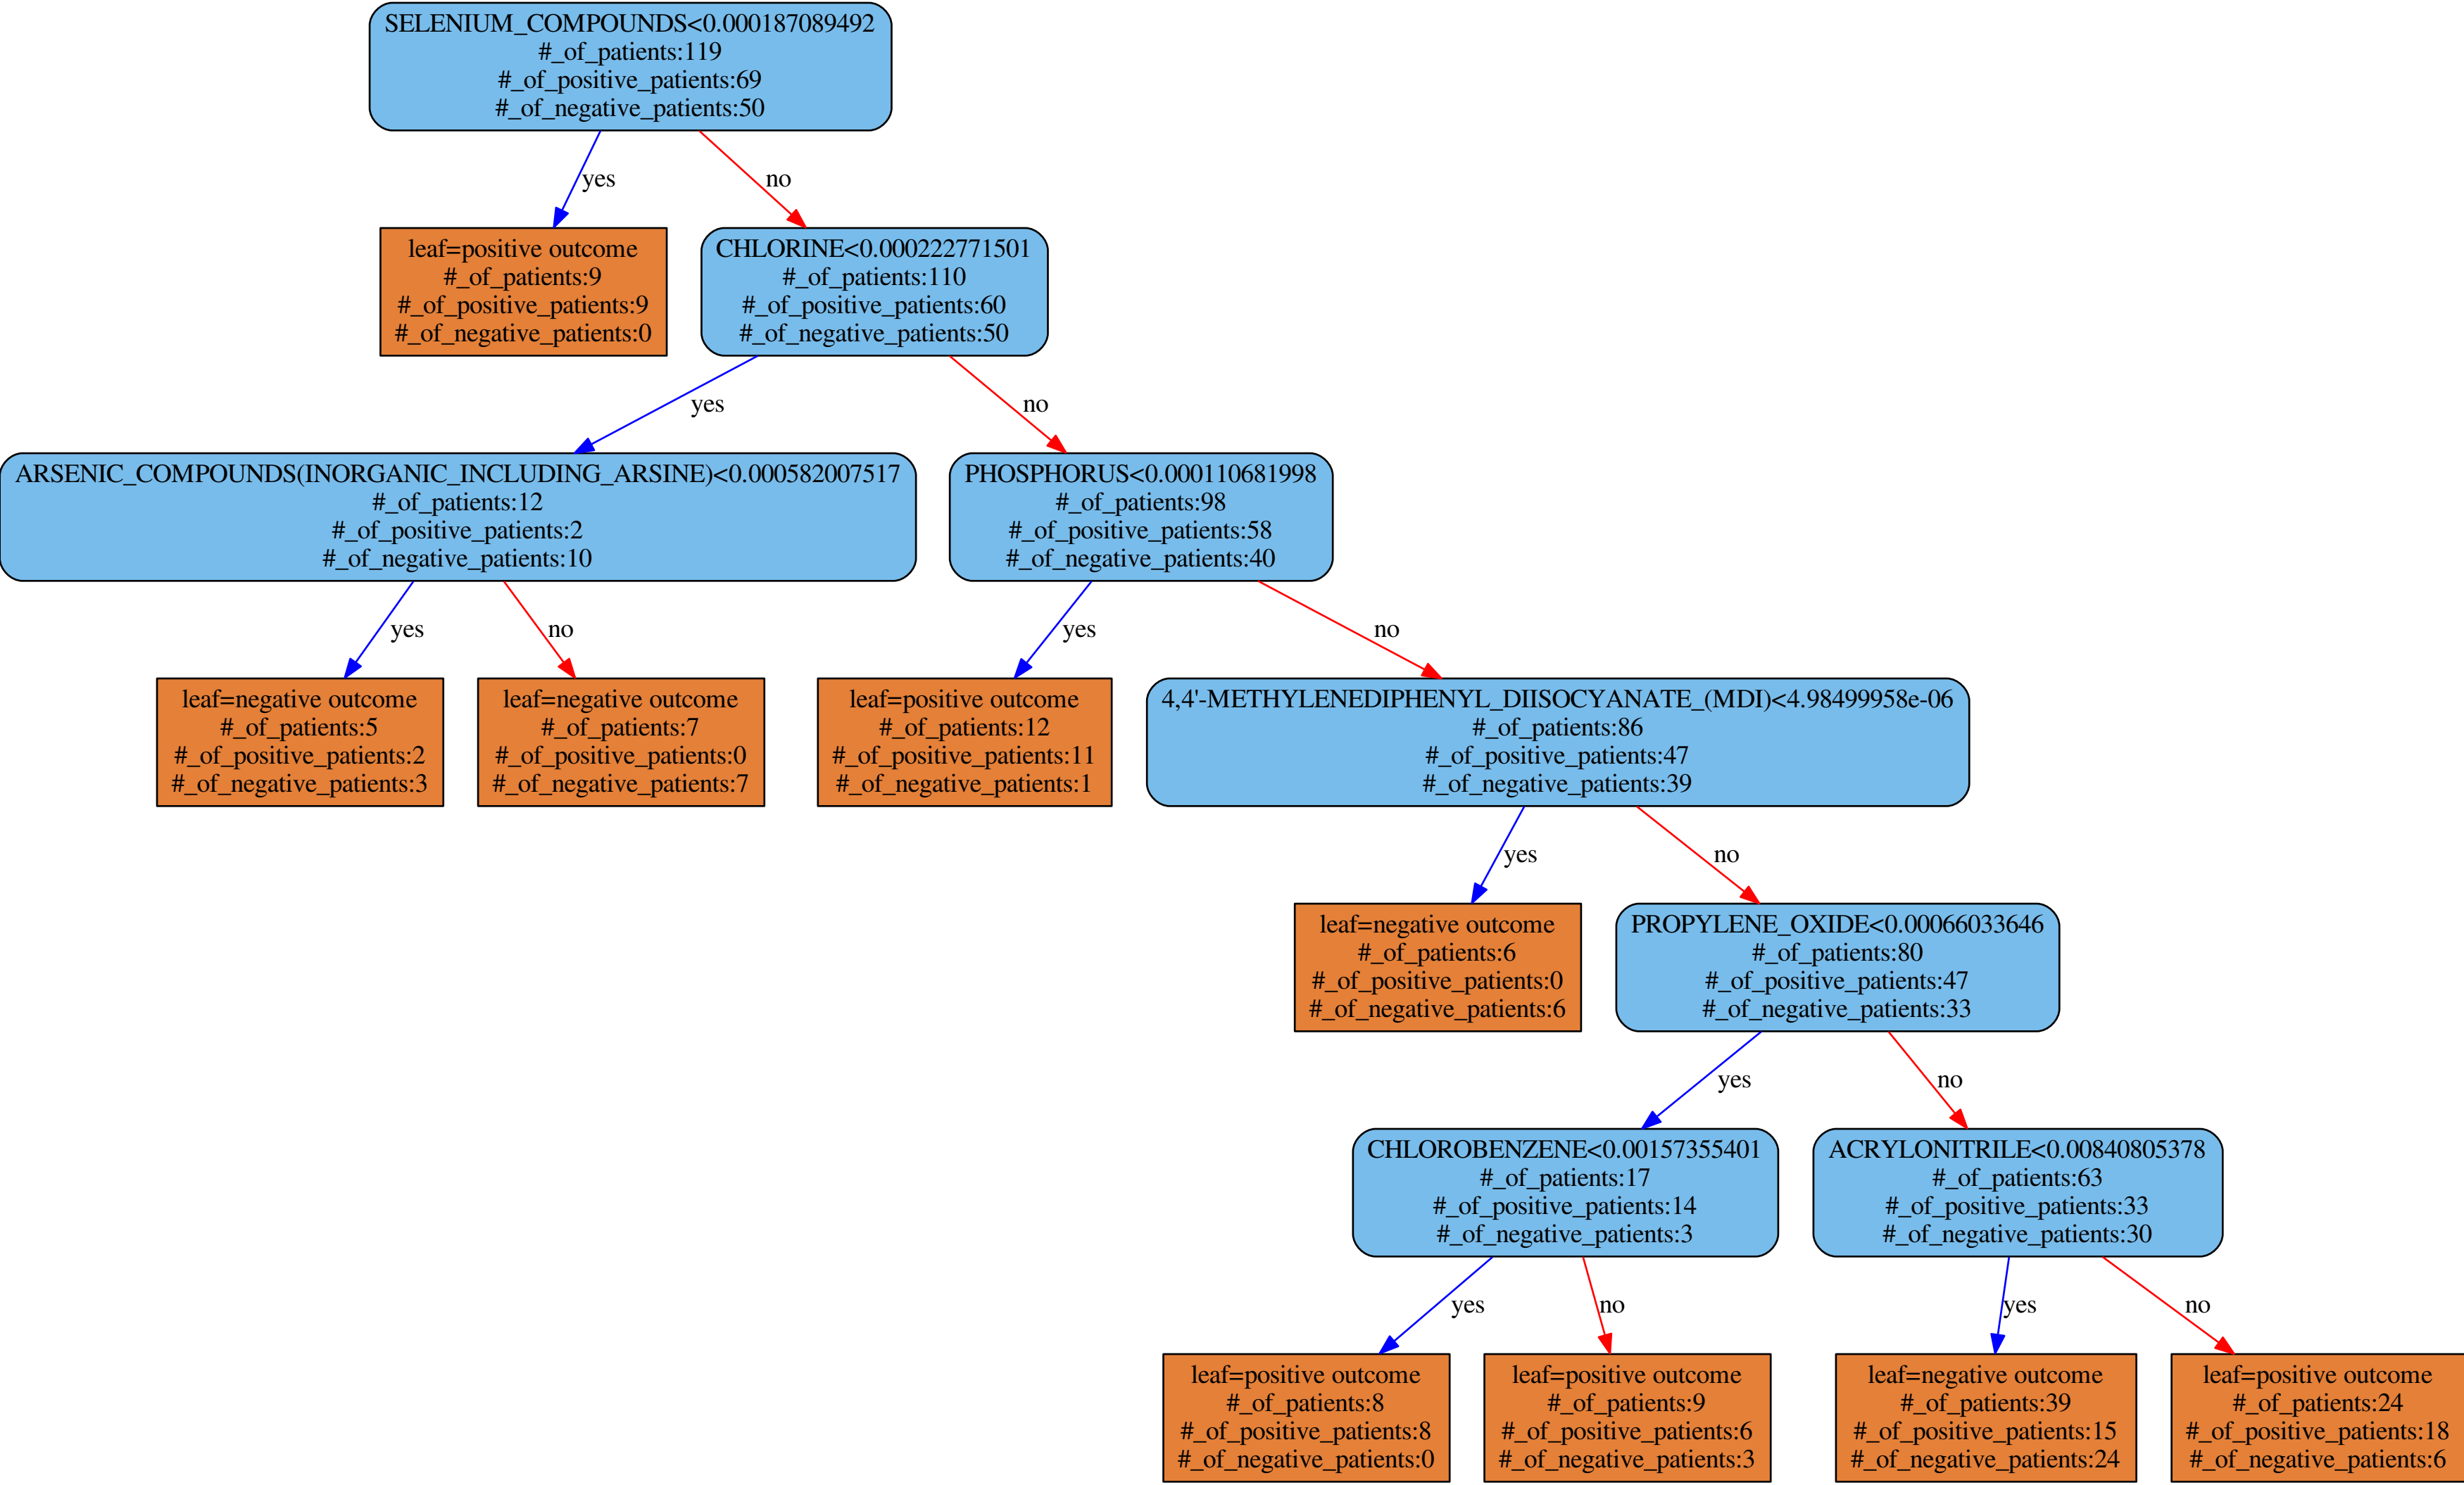 SELENIUM_COMPOUNDS<0.000187089492
#_of_patients:119
#_of_positive_patients:69
#_of_negative_patients:50
yes
no
leaf=positive outcome
#_of_patients:9
#_of_positive_patients:9
#_of_negative_patients:0
CHLORINE<0.000222771501
#_of_patients:110
#_of_positive_patients:60
#_of_negative_patients:50
yes
no
ARSENIC_COMPOUNDS(INORGANIC_INCLUDING_ARSINE)<0.000582007517
#_of_patients:12
#_of_positive_patients:2
#_of_negative_patients:10
PHOSPHORUS<0.000110681998
#_of_patients:98
#_of_positive_patients:58
#_of_negative_patients:40
yes
no
yes
no
leaf=negative outcome
#_of_patients:5
#_of_positive_patients:2
#_of_negative_patients:3
leaf=negative outcome
#_of_patients:7
#_of_positive_patients:0
#_of_negative_patients:7
leaf=positive outcome
#_of_patients:12
#_of_positive_patients:11
#_of_negative_patients:1
4,4'-METHYLENEDIPHENYL_DIISOCYANATE_(MDI)<4.98499958e-06
#_of_patients:86
#_of_positive_patients:47
#_of_negative_patients:39
yes
no
leaf=negative outcome
#_of_patients:6
#_of_positive_patients:0
#_of_negative_patients:6
PROPYLENE_OXIDE<0.00066033646
#_of_patients:80
#_of_positive_patients:47
#_of_negative_patients:33
yes
no
CHLOROBENZENE<0.00157355401
#_of_patients:17
#_of_positive_patients:14
#_of_negative_patients:3
ACRYLONITRILE<0.00840805378
#_of_patients:63
#_of_positive_patients:33
#_of_negative_patients:30
yes
no
yes
no
leaf=positive outcome
#_of_patients:8
#_of_positive_patients:8
#_of_negative_patients:0
leaf=positive outcome
#_of_patients:9
#_of_positive_patients:6
#_of_negative_patients:3
leaf=negative outcome
#_of_patients:39
#_of_positive_patients:15
#_of_negative_patients:24
leaf=positive outcome
#_of_patients:24
#_of_positive_patients:18
#_of_negative_patients:6